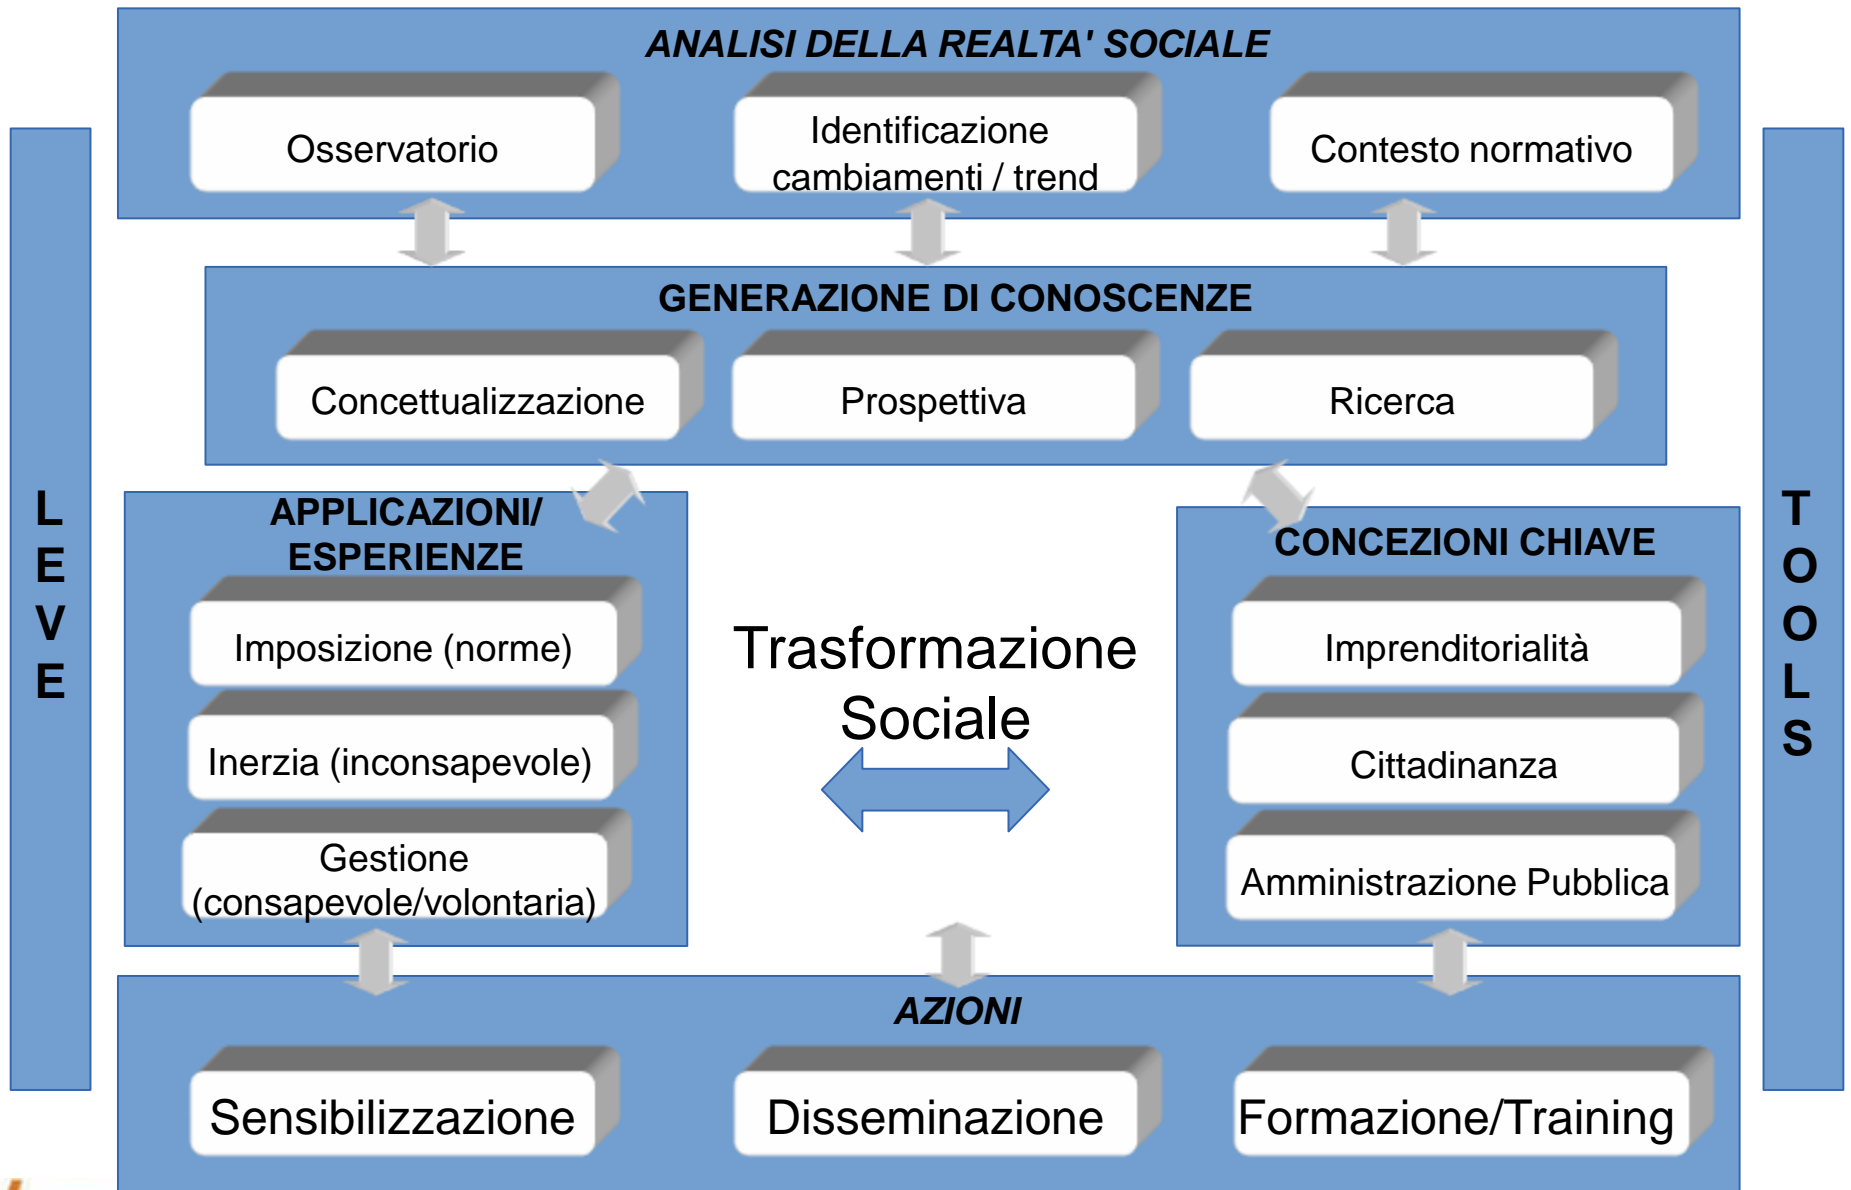 ANALISI DELLA REALTA' SOCIALE
Osservatorio
Identificazione
cambiamenti / trend
Contesto normativo
GENERAZIONE DI CONOSCENZE
Concettualizzazione
Prospettiva
Ricerca
L
E
V
E
APPLICAZIONI/
ESPERIENZE
Imposizione (norme)
Inerzia (inconsapevole)
Gestione
(consapevole/volontaria)
Trasformazione
Sociale
CONCEZIONI CHIAVE
Imprenditorialità
Cittadinanza
Amministrazione Pubblica
T
O
O
L
S
AZIONI
Sensibilizzazione
Disseminazione
Formazione/Training